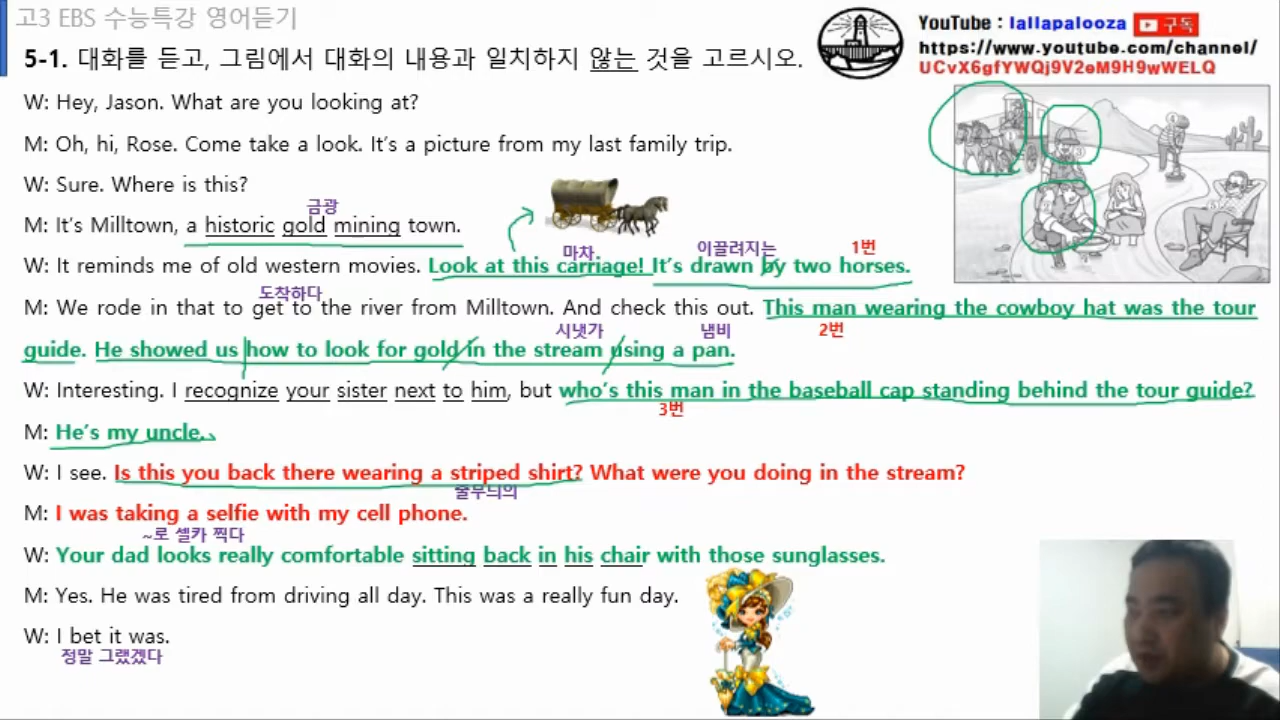 고3 EBS 수능특강 영어듣기
YouTube : lallapalooza 구독
https://www.youtube.com/channel/
UCvX6gfYWQj9V2eM9H9wWELQ
5-1. 대화를 듣고, 그림에서 대화의 내용과 일치하지 않는 것을 고르시오.
W: Hey, Jason. What are you looking at?
M: Oh, hi, Rose. Come take a look. It's a picture from my last family trip.
W: Sure. Where is this?
금광
M: It's Milltown, a historic gold mining town.
마차 이끌려지는 1번
W: It reminds me of old western movies. Look at this carriage! It's drawn by two horses.
도착하다
M: We rode in that to get to the river from Milltown. And check this out. This man wearing the cowboy hat was the tour
시냇가 냄비 2번
guide. He showed us how to look for gold in the stream using a pan.
W: Interesting. I recognize your sister next to him, but who's this man in the baseball cap standing behind the tour guide?
3번
M: He's my uncle.
W: I see. Is this you back there wearing a striped shirt? What were you doing in the stream?
줄무늬의
M: I was taking a selfie with my cell phone.
~로 셀카 찍다
W: Your dad looks really comfortable sitting back in his chair with those sunglasses.
M: Yes. He was tired from driving all day. This was a really fun day.
W: I bet it was.
정말 그랬겠다